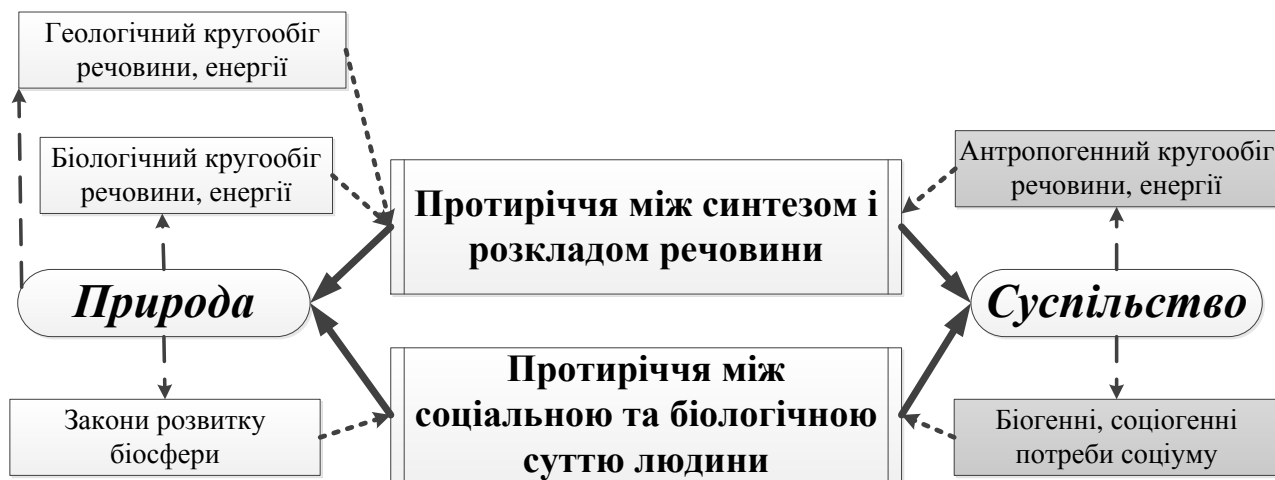 Геологічний кругообіг
речовини, енергії
Біологічний кругообіг
речовини, енергії
Протиріччя між синтезом і
розкладом речовини
Антропогенний кругообіг
речовини, енергії
Природа
Суспільство
Закони розвитку
біосфери
Протиріччя між
соціальною та біологічною
суттю людини
Біогенні, соціогенні
потреби соціуму